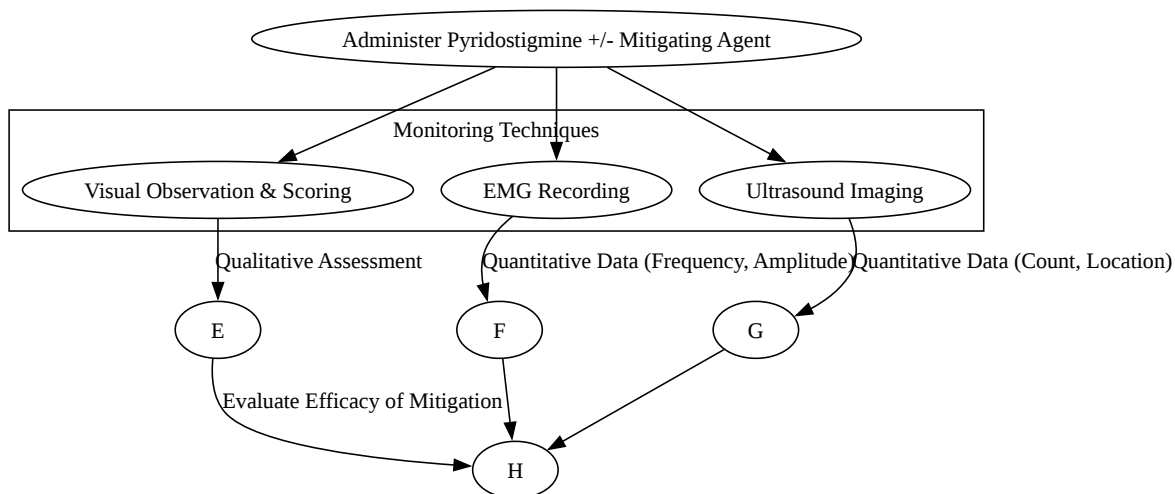 Administer Pyridostigmine +/- Mitigating Agent
Monitoring Techniques
Visual Observation & Scoring
EMG Recording
Ultrasound Imaging
Qualitative Assessment
Quantitative Data (Frequency, Amplitude)
Quantitative Data (Count, Location)
E
F
G
Evaluate Efficacy of Mitigation
H